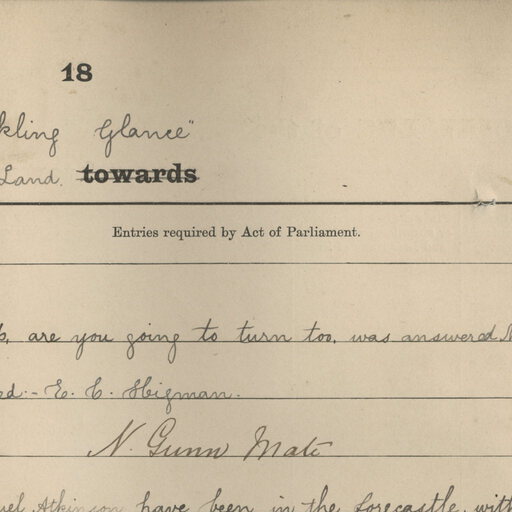 18
kling Glance"
Land. towards
Entries required by Act of Parliament.
, are you going to turn too, was answered N
ed - E. C. Higman.
N. Gunn Mate
uel Atkinson have been in the forecastle, with